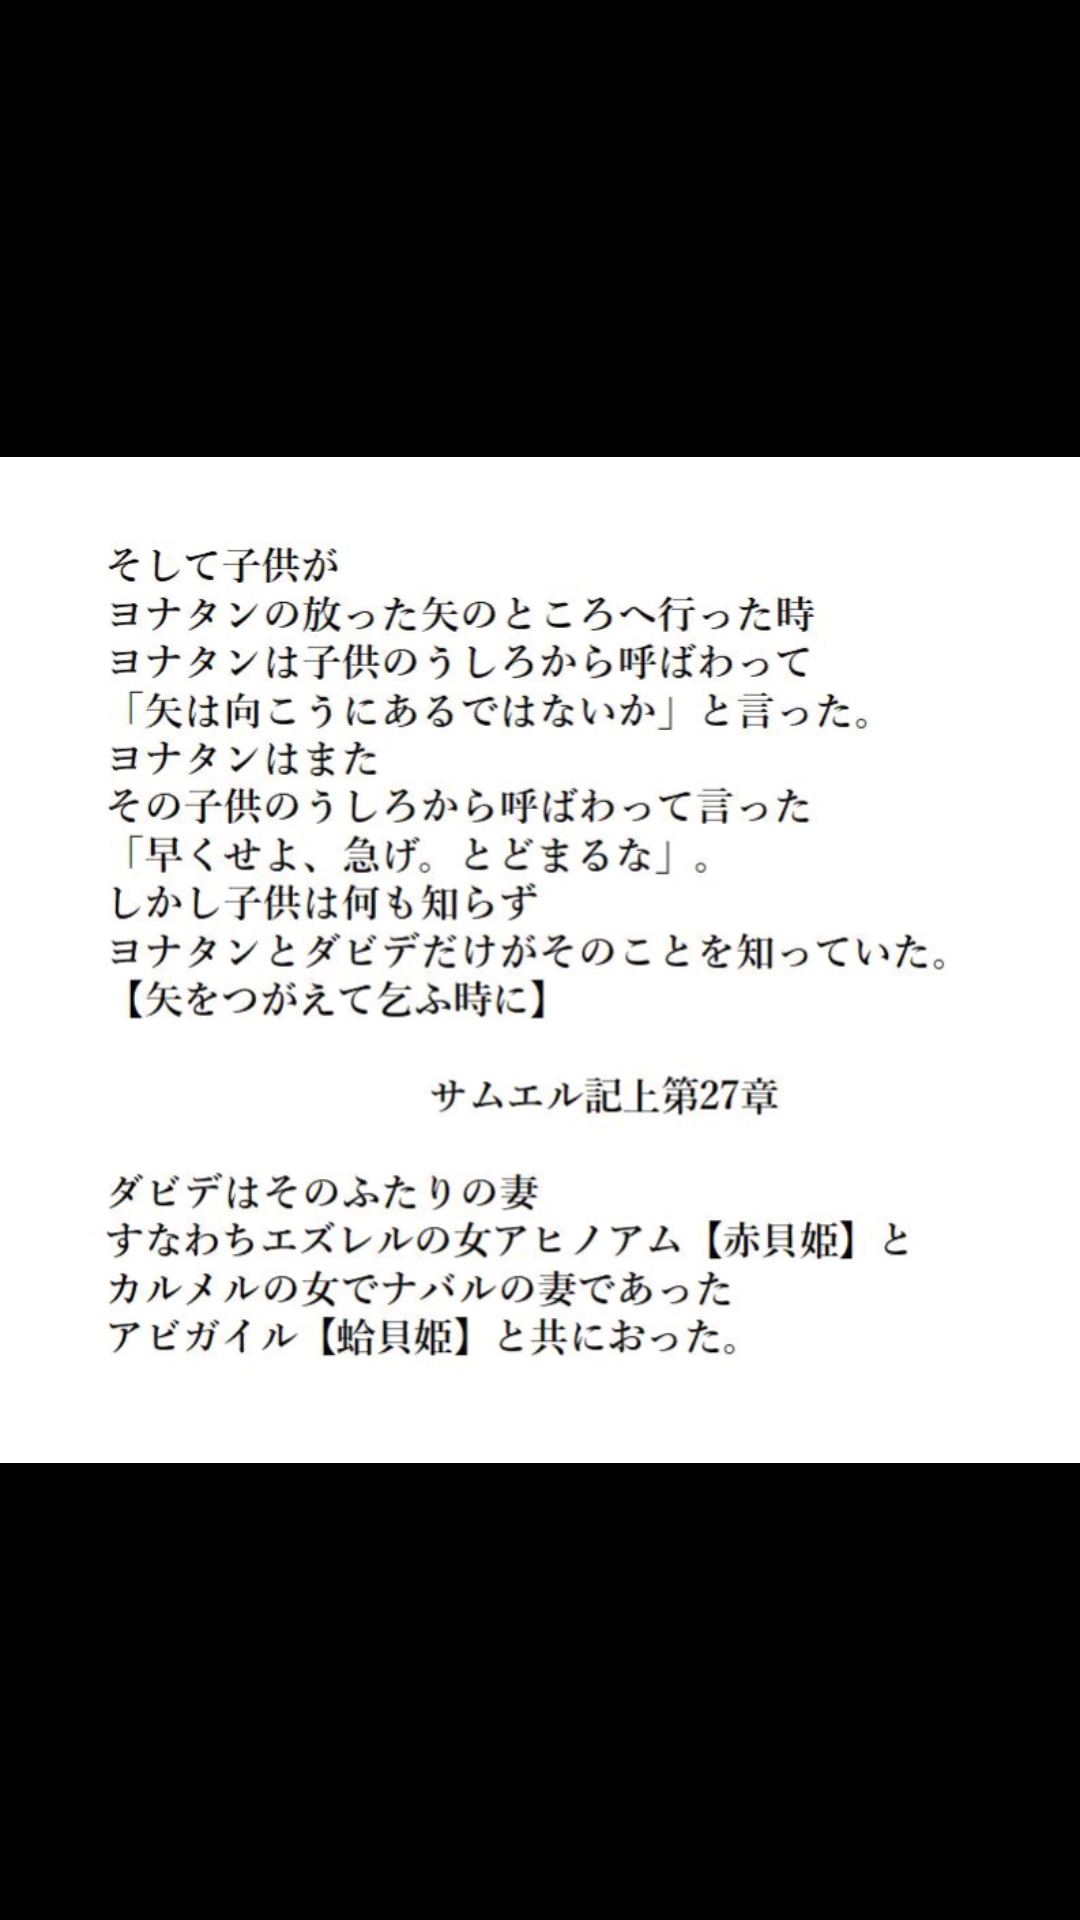 そして子供が
ヨナタンの放った矢のところへ行った時
ヨナタンは子供のうしろから呼ばわって
「矢は向こうにあるではないか」と言った。
ヨナタンはまた
その子供のうしろから呼ばわって言った
「早くせよ、急げ。とどまるな」。
しかし子供は何も知らず
ヨナタンとダビデだけがそのことを知っていた。
【矢をつがえて乞ふ時に】
サムエル記上第27章
ダビデはそのふたりの妻
すなわちエズレルの女アヒノアム【赤貝姫】と
カルメルの女でナバルの妻であった
アビガイル【蛤貝姫】と共におった。